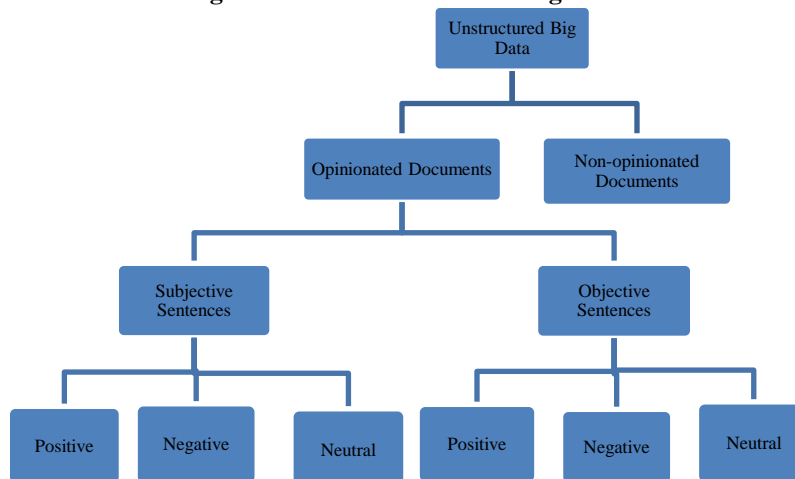 Unstructured Big
Data
Opinionated Documents
Non-opinionated
Documents
Subjective
Sentences
Objective
Sentences
Positive
Negative
Neutral
Positive
Negative
Neutral